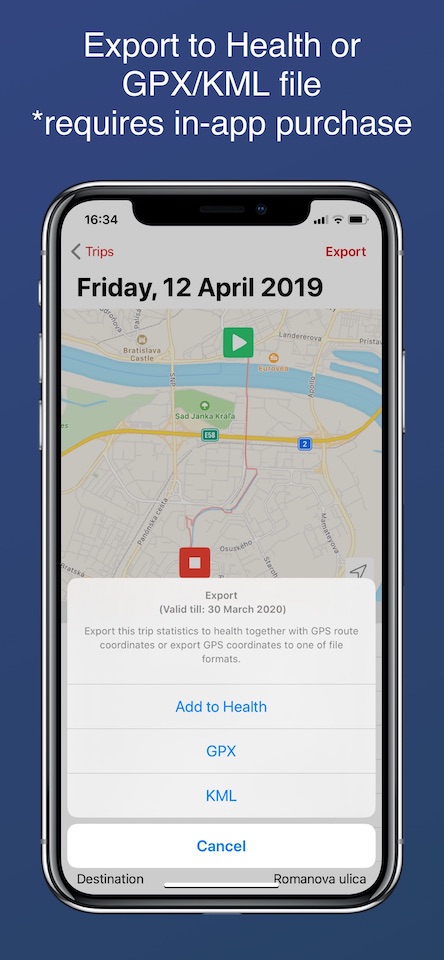 Export to Health or
GPX/KML file
*requires in-app purchase
16:34
Trips
Export
Friday, 12 April 2019
Bratislava
Castle
Landererova
Prístav
Eurovea
Apollo
Sad Janka Kráľa
E58
2
Panónska cesta
Mamateyova
Osuského
Bratská
Export
(Valid till: 30 March 2020)
Export this trip statistics to health together with GPS route
coordinates or export GPS coordinates to one of file
formats.
Add to Health
GPX
KML
Cancel
Destination
Romanova ulica